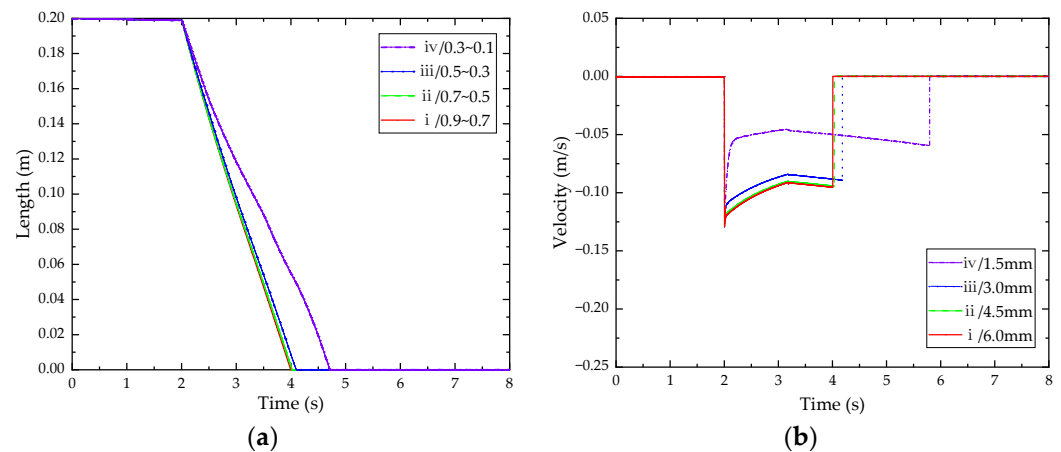 0.20
0.18
0.16
0.14
0.12
0.10
0.08
0.06
0.04
0.02
0.00
Length (m)
0 1 2 3 4 5 6 7 8
Time (s)
iv/0.3~0.1
iii/0.5~0.3
ii/0.7~0.5
i/0.9~0.7
(a)
0.05
0.00
−0.05
−0.10
−0.15
−0.20
−0.25
Velocity (m/s)
0 1 2 3 4 5 6 7 8
Time (s)
iv/1.5mm
iii/3.0mm
ii/4.5mm
i/6.0mm
(b)